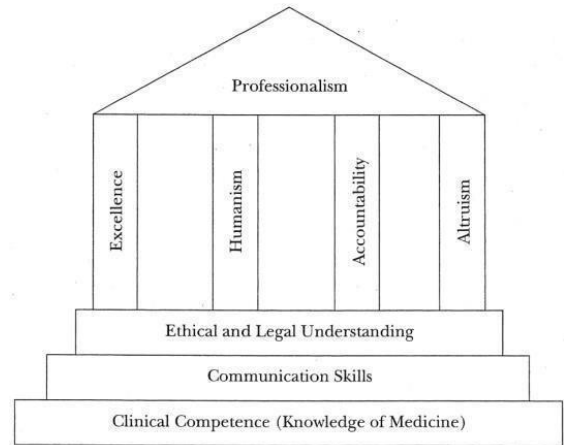 Professionalism
Excellence
Humanism
Accountability
Altruism
Ethical and Legal Understanding
Communication Skills
Clinical Competence (Knowledge of Medicine)